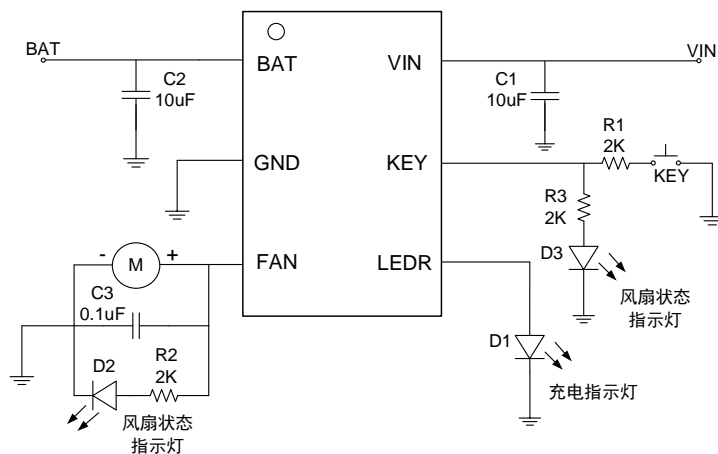 BAT
BAT
VIN
VIN
C2
10uF
C1
10uF
R1
2K
GND
KEY
KEY
R3
2K
- M +
FAN
LEDR
D3
C3
0.1uF
风扇状态
指示灯
D1
D2
R2
2K
充电指示灯
风扇状态
指示灯